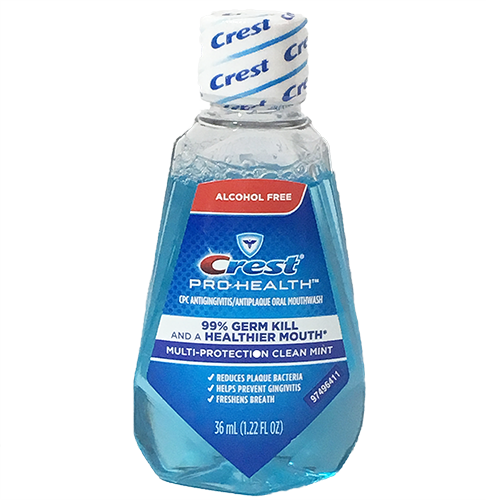 Crest
Crest
ALCOHOL FREE
Crest
PRO-HEALTH™
CPC ANTIGINGIVITIS/ANTIPLAQUE ORAL MOUTHWASH
99% GERM KILL
AND A HEALTHIER MOUTH*
MULTI-PROTECTION CLEAN MINT
✓ REDUCES PLAQUE BACTERIA
✓ HELPS PREVENT GINGIVITIS
✓ FRESHENS BREATH
97496411
36 mL (1.22 FL OZ)